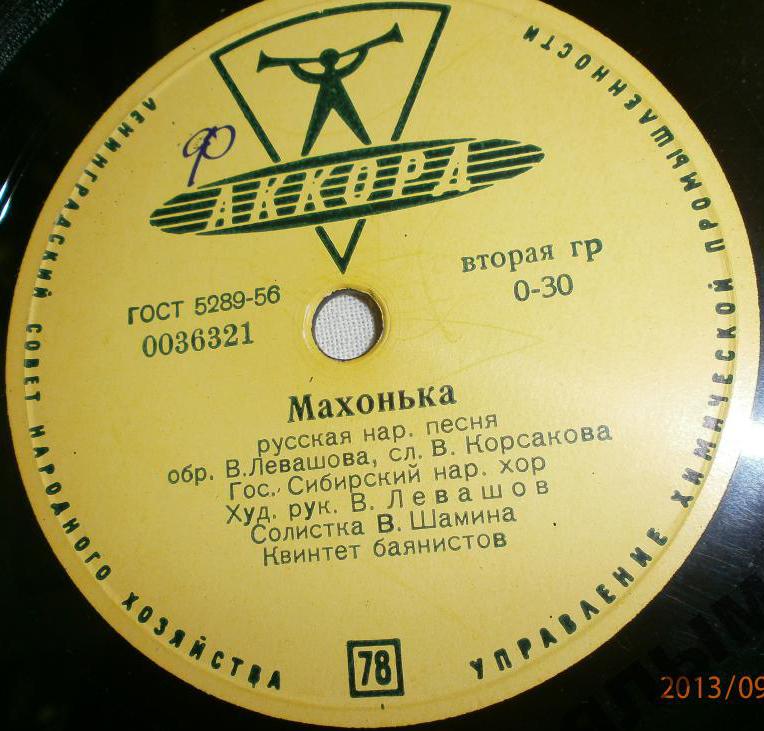 ЛЕНИНГРАДСКИЙ СОВЕТ НАРОДНОГО ХОЗЯЙСТВА
УПРАВЛЕНИЕ ХИМИЧЕСКОЙ ПРОМЫШЛЕННОСТИ
АККОРД
ГОСТ 5289-56
0036321
вторая гр
0-30
Махонька
русская нар. песня
обр. В.Левашова, сл. В. Корсакова
Гос. Сибирский нар. хор
Худ. рук. В. Левашов
Солистка В. Шамина
Квинтет баянистов
78
2013/09